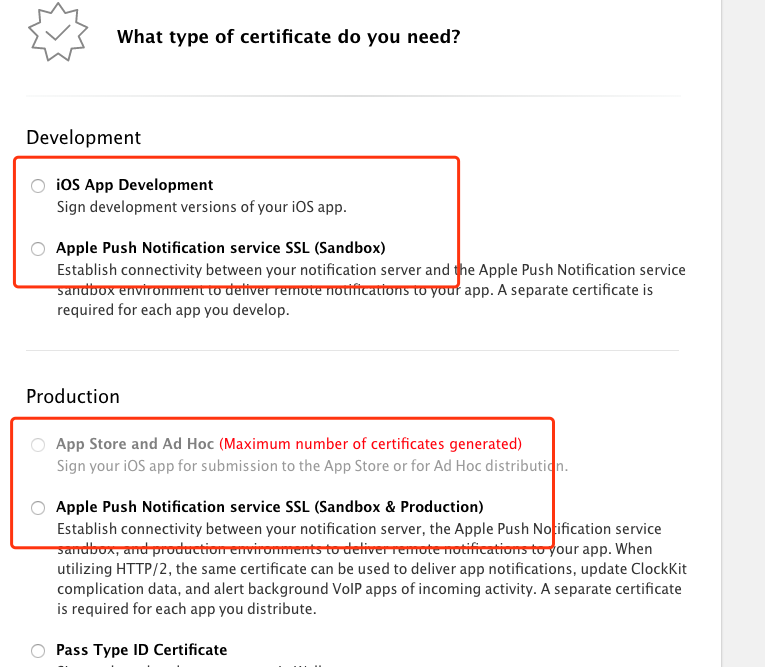 What type of certificate do you need?
Development
iOS App Development
Sign development versions of your iOS app.
Apple Push Notification service SSL (Sandbox)
Establish connectivity between your notification server and the Apple Push Notification service
sandbox environment to deliver remote notifications to your app. A separate certificate is
required for each app you develop.
Production
App Store and Ad Hoc (Maximum number of certificates generated)
Sign your iOS app for submission to the App Store or for Ad Hoc distribution.
Apple Push Notification service SSL (Sandbox & Production)
Establish connectivity between your notification server, the Apple Push Notification service
sandbox, and production environments to deliver remote notifications to your app. When
utilizing HTTP/2, the same certificate can be used to deliver app notifications, update ClockKit
complication data, and alert background VoIP apps of incoming activity. A separate certificate
is required for each app you distribute.
Pass Type ID Certificate